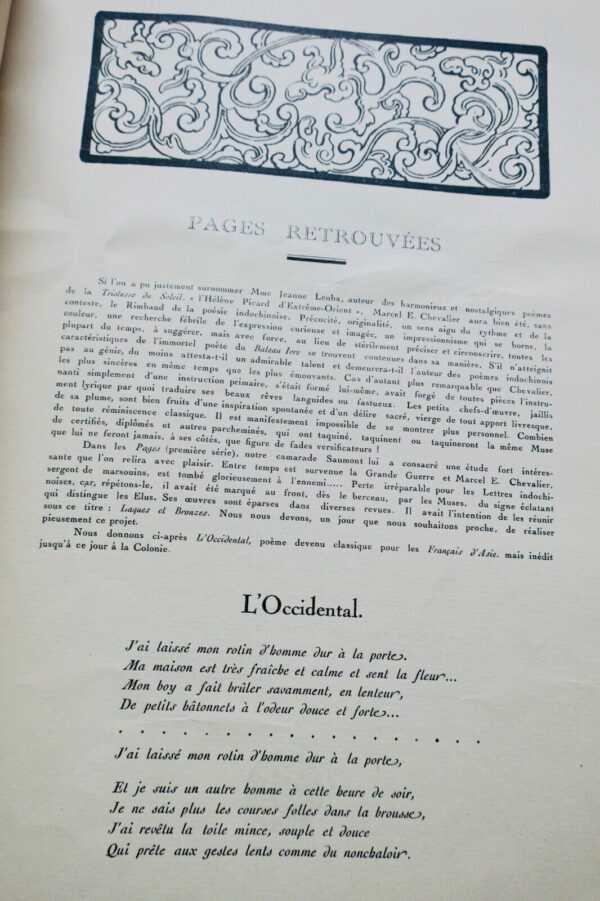 PAGES RETROUVÉES
Si l'on a pu justement surnommer Mme Jeanne Leuba, auteur des harmonieux et nostalgiques poèmes
de la Tristesse du Soleil, « l'Hélène Picard d'Extrême-Orient », Marcel E. Chevalier aura bien été, sans
conteste, le Rimbaud de la poésie indochinoise. Précocité, originalité, un sens aigu du rythme et de la
couleur, une recherche fébrile de l'expression curieuse et imagée, un impressionnisme qui se borne, la
plupart du temps, à suggérer, mais avec force, au lieu de stérilement préciser et circonscrire, toutes les
caractéristiques de l'immortel poète du Bateau Ivre se trouvent contenues dans sa manière. S'il n'atteignit
pas au génie, du moins attesta-t-il un admirable talent et demeurera-t-il l'auteur des poèmes indochinois
les plus sincères en même temps que les plus émouvants. Cas d'autant plus remarquable que Chevalier,
nanti simplement d'une instruction primaire, s'était formé lui-même, avait forgé de toutes pièces l'instru-
ment lyrique par quoi traduire ses beaux rêves languides ou fastueux. Les petits chefs-d'œuvre, jaillis
de sa plume, sont bien fruits d'une inspiration spontanée et d'un délire sacré, vierge de tout apport livresque,
de toute réminiscence classique. Il est manifestement impossible de se montrer plus personnel. Combien
de certifiés, diplômés et autres parcheminés, qui ont taquiné, taquinent ou taquineront la même Muse
que lui ne feront jamais, à ses côtés, que figure de fades versificateurs !
Dans les Pages (première série), notre camarade Saumont lui a consacré une étude fort intéres-
sante que l'on relira avec plaisir. Entre temps est survenue la Grande Guerre et Marcel E. Chevalier,
sergent de marsouins, est tombé glorieusement à l'ennemi..... Perte irréparable pour les Lettres indochi-
noises, car, répétons-le, il avait été marqué au front, dès le berceau, par les Muses, du signe éclatant
qui distingue les Elus. Ses œuvres sont éparses dans diverses revues. Il avait l'intention de les réunir
sous ce titre : Laques et Bronzes. Nous nous devons, un jour que nous souhaitons proche, de réaliser
pieusement ce projet.
Nous donnons ci-après L'Occidental, poème devenu classique pour les Français d'Asie, mais inédit
jusqu'à ce jour à la Colonie.
L'Occidental.
J'ai laissé mon rotin d'homme dur à la porte.
Ma maison est très fraîche et calme et sent la fleur...
Mon boy a fait brûler savamment, en lenteur,
De petits bâtonnets à l'odeur douce et forte...
. . . . . . . . . . . . . . . . .
J'ai laissé mon rotin d'homme dur à la porte,
Et je suis un autre homme à cette heure de soir,
Je ne sais plus les courses folles dans la brousse,
J'ai revêtu la toile mince, souple et douce
Qui prête aux gestes lents comme du nonchaloir.